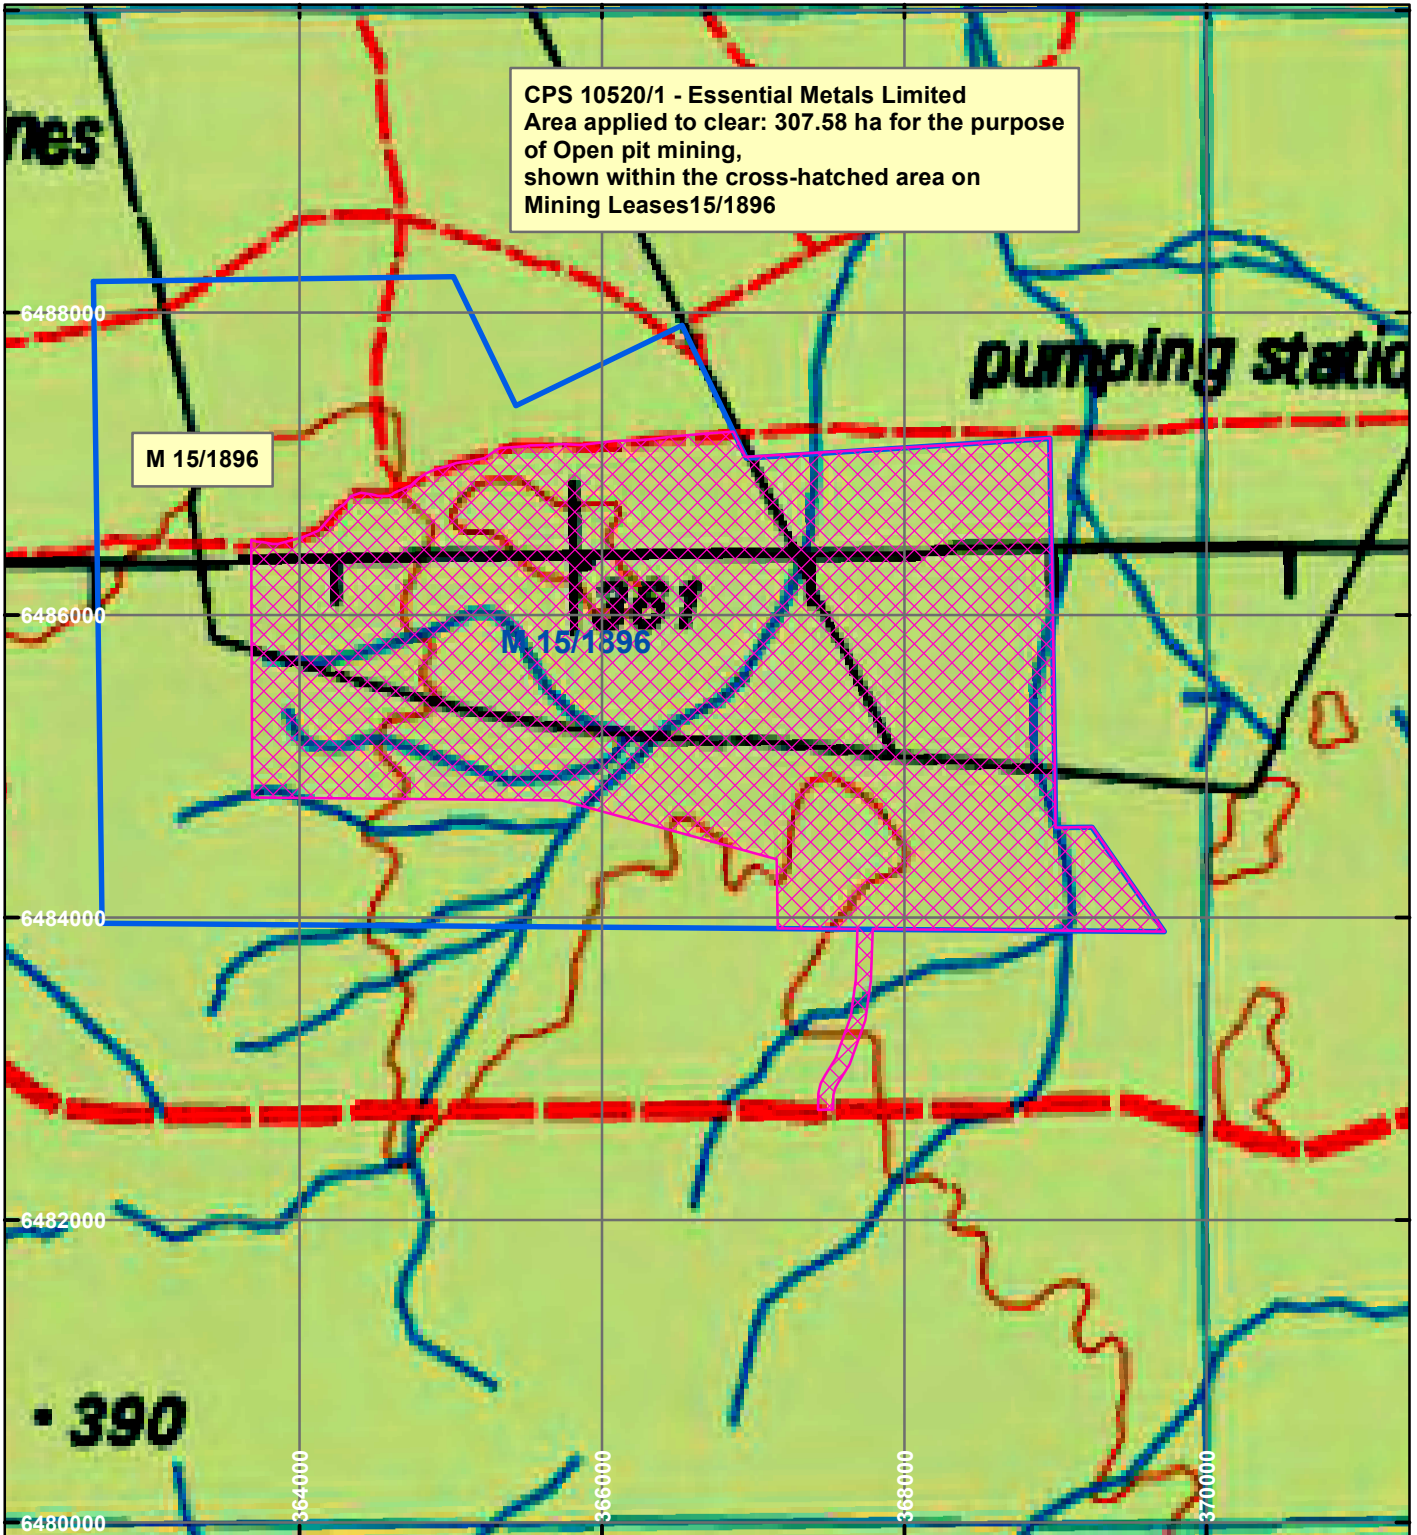 CPS 10520/1 - Essential Metals Limited
Area applied to clear: 307.58 ha for the purpose
of Open pit mining,
shown within the cross-hatched area on
Mining Leases15/1896
nes
6488000
pumping static
M 15/1896
6486000
M 15/1896
6484000
6482000
• 390
364000
366000
368000
370000
6480000